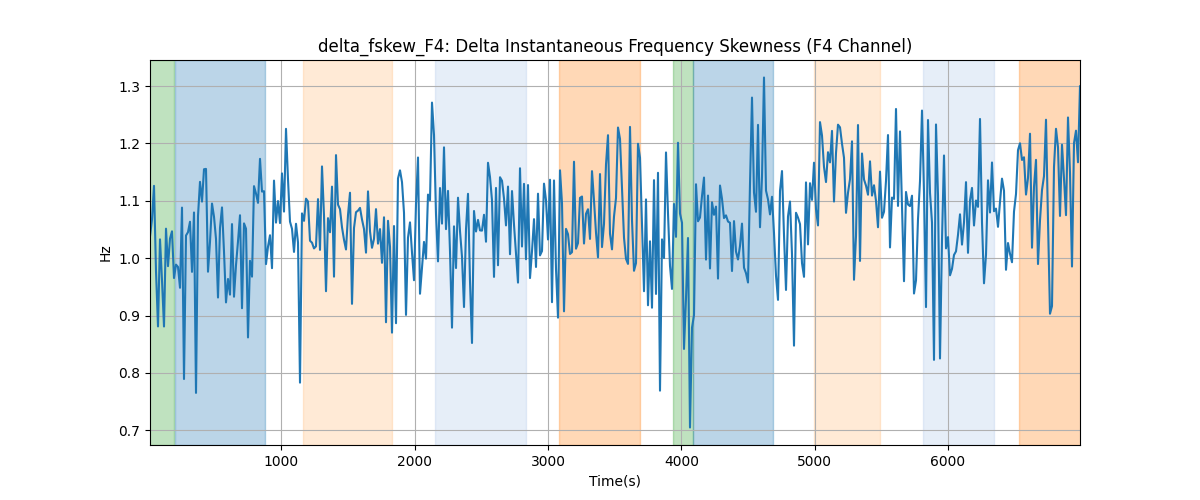 delta_fskew_F4: Delta Instantaneous Frequency Skewness (F4 Channel)
Hz
1.3
1.2
1.1
1.0
0.9
0.8
0.7
1000 2000 3000 4000 5000 6000
Time(s)